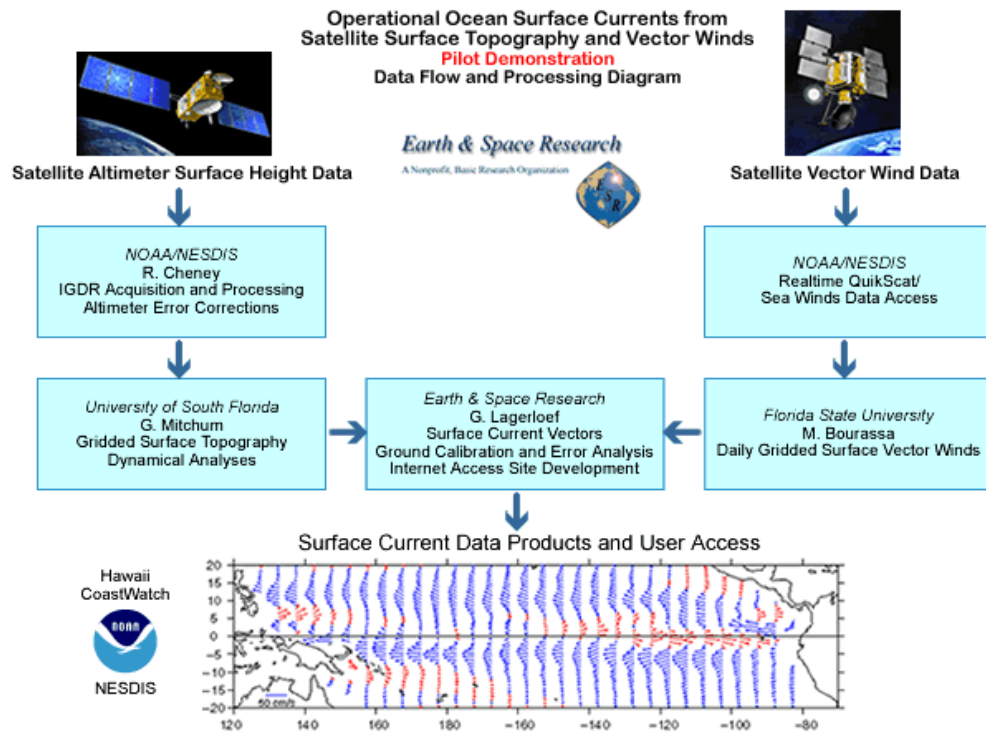 Operational Ocean Surface Currents from
Satellite Surface Topography and Vector Winds
Pilot Demonstration
Data Flow and Processing Diagram
Earth & Space Research
A Nonprofit, Basic Research Organization
E S R
Satellite Altimeter Surface Height Data
Satellite Vector Wind Data
NOAA/NESDIS
R. Cheney
IGDR Acquisition and Processing
Altimeter Error Corrections
NOAA/NESDIS
Realtime QuikScat/
Sea Winds Data Access
University of South Florida
G. Mitchum
Gridded Surface Topography
Dynamical Analyses
Earth & Space Research
G. Lagerloef
Surface Current Vectors
Ground Calibration and Error Analysis
Internet Access Site Development
Florida State University
M. Bourassa
Daily Gridded Surface Vector Winds
Surface Current Data Products and User Access
Hawaii
CoastWatch
NOAA
NESDIS
20
15
10
5
0
-5
-10
-15
-20
50 cm/s
120 140 160 180 -160 -140 -120 -100 -80